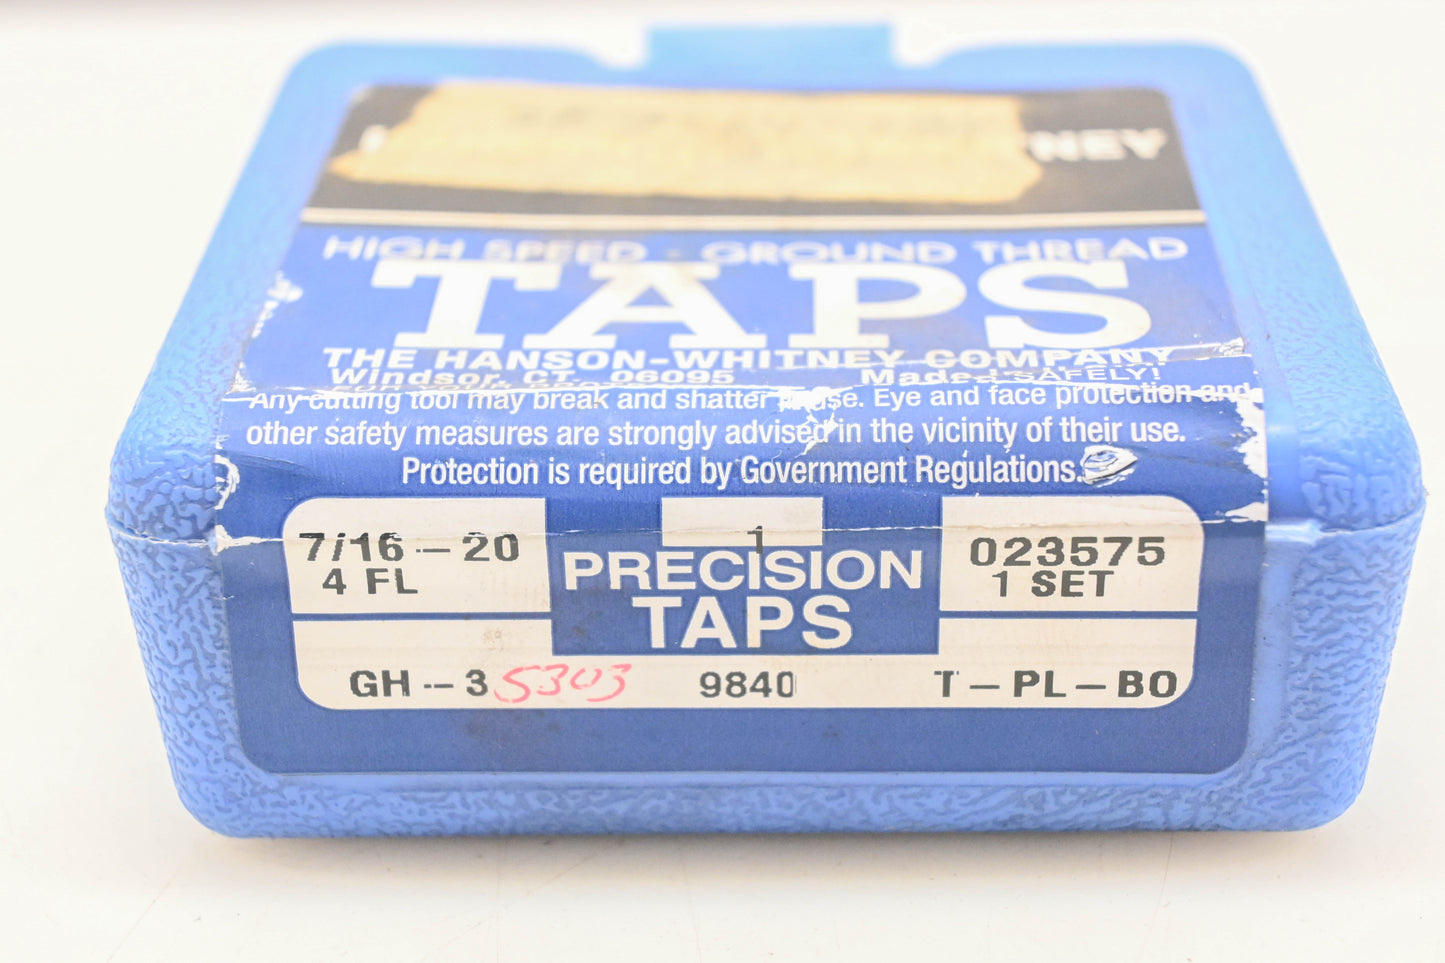 NEY
HIGH SPEED - GROUND THREAD
TAPS
THE HANSON-WHITNEY COMPANY
Windsor, CT 06095 Made
SAFELY!
Any cutting tool may break and shatter use. Eye and face protection and
other safety measures are strongly advised in the vicinity of their use.
Protection is required by Government Regulations.
7/16 - 20 1 023575
4 FL PRECISION 1 SET
TAPS
GH - 3 5303 9840 T - PL - BO